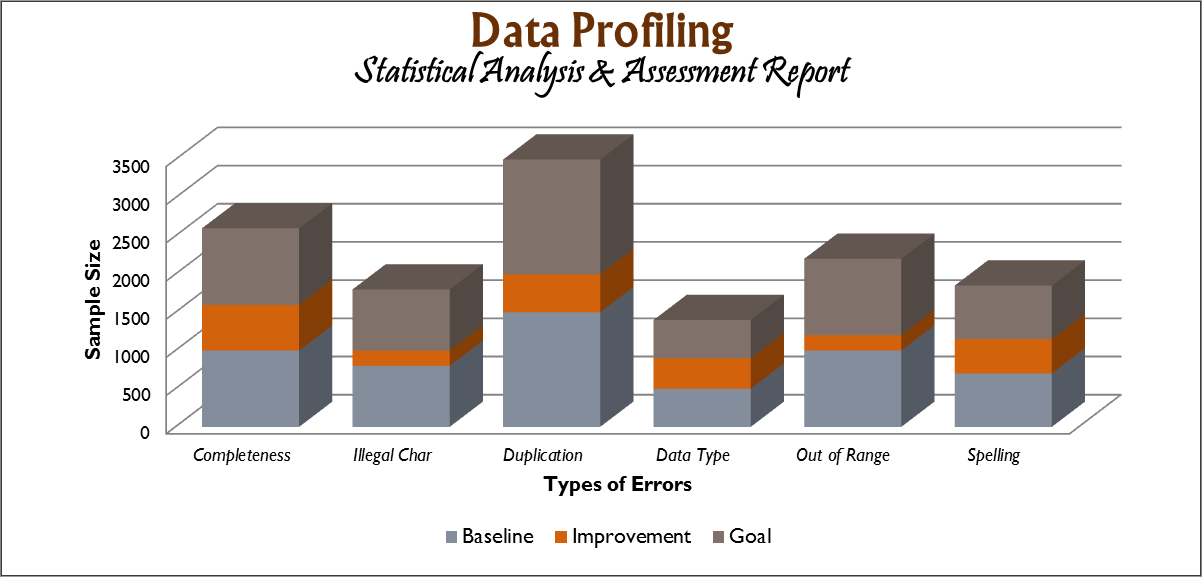 Data Profiling
Statistical Analysis & Assessment Report
3500
3000
2500
2000
1500
1000
500
0
Sample Size
Completeness Illegal Char Duplication Data Type Out of Range Spelling
Types of Errors
Baseline Improvement Goal